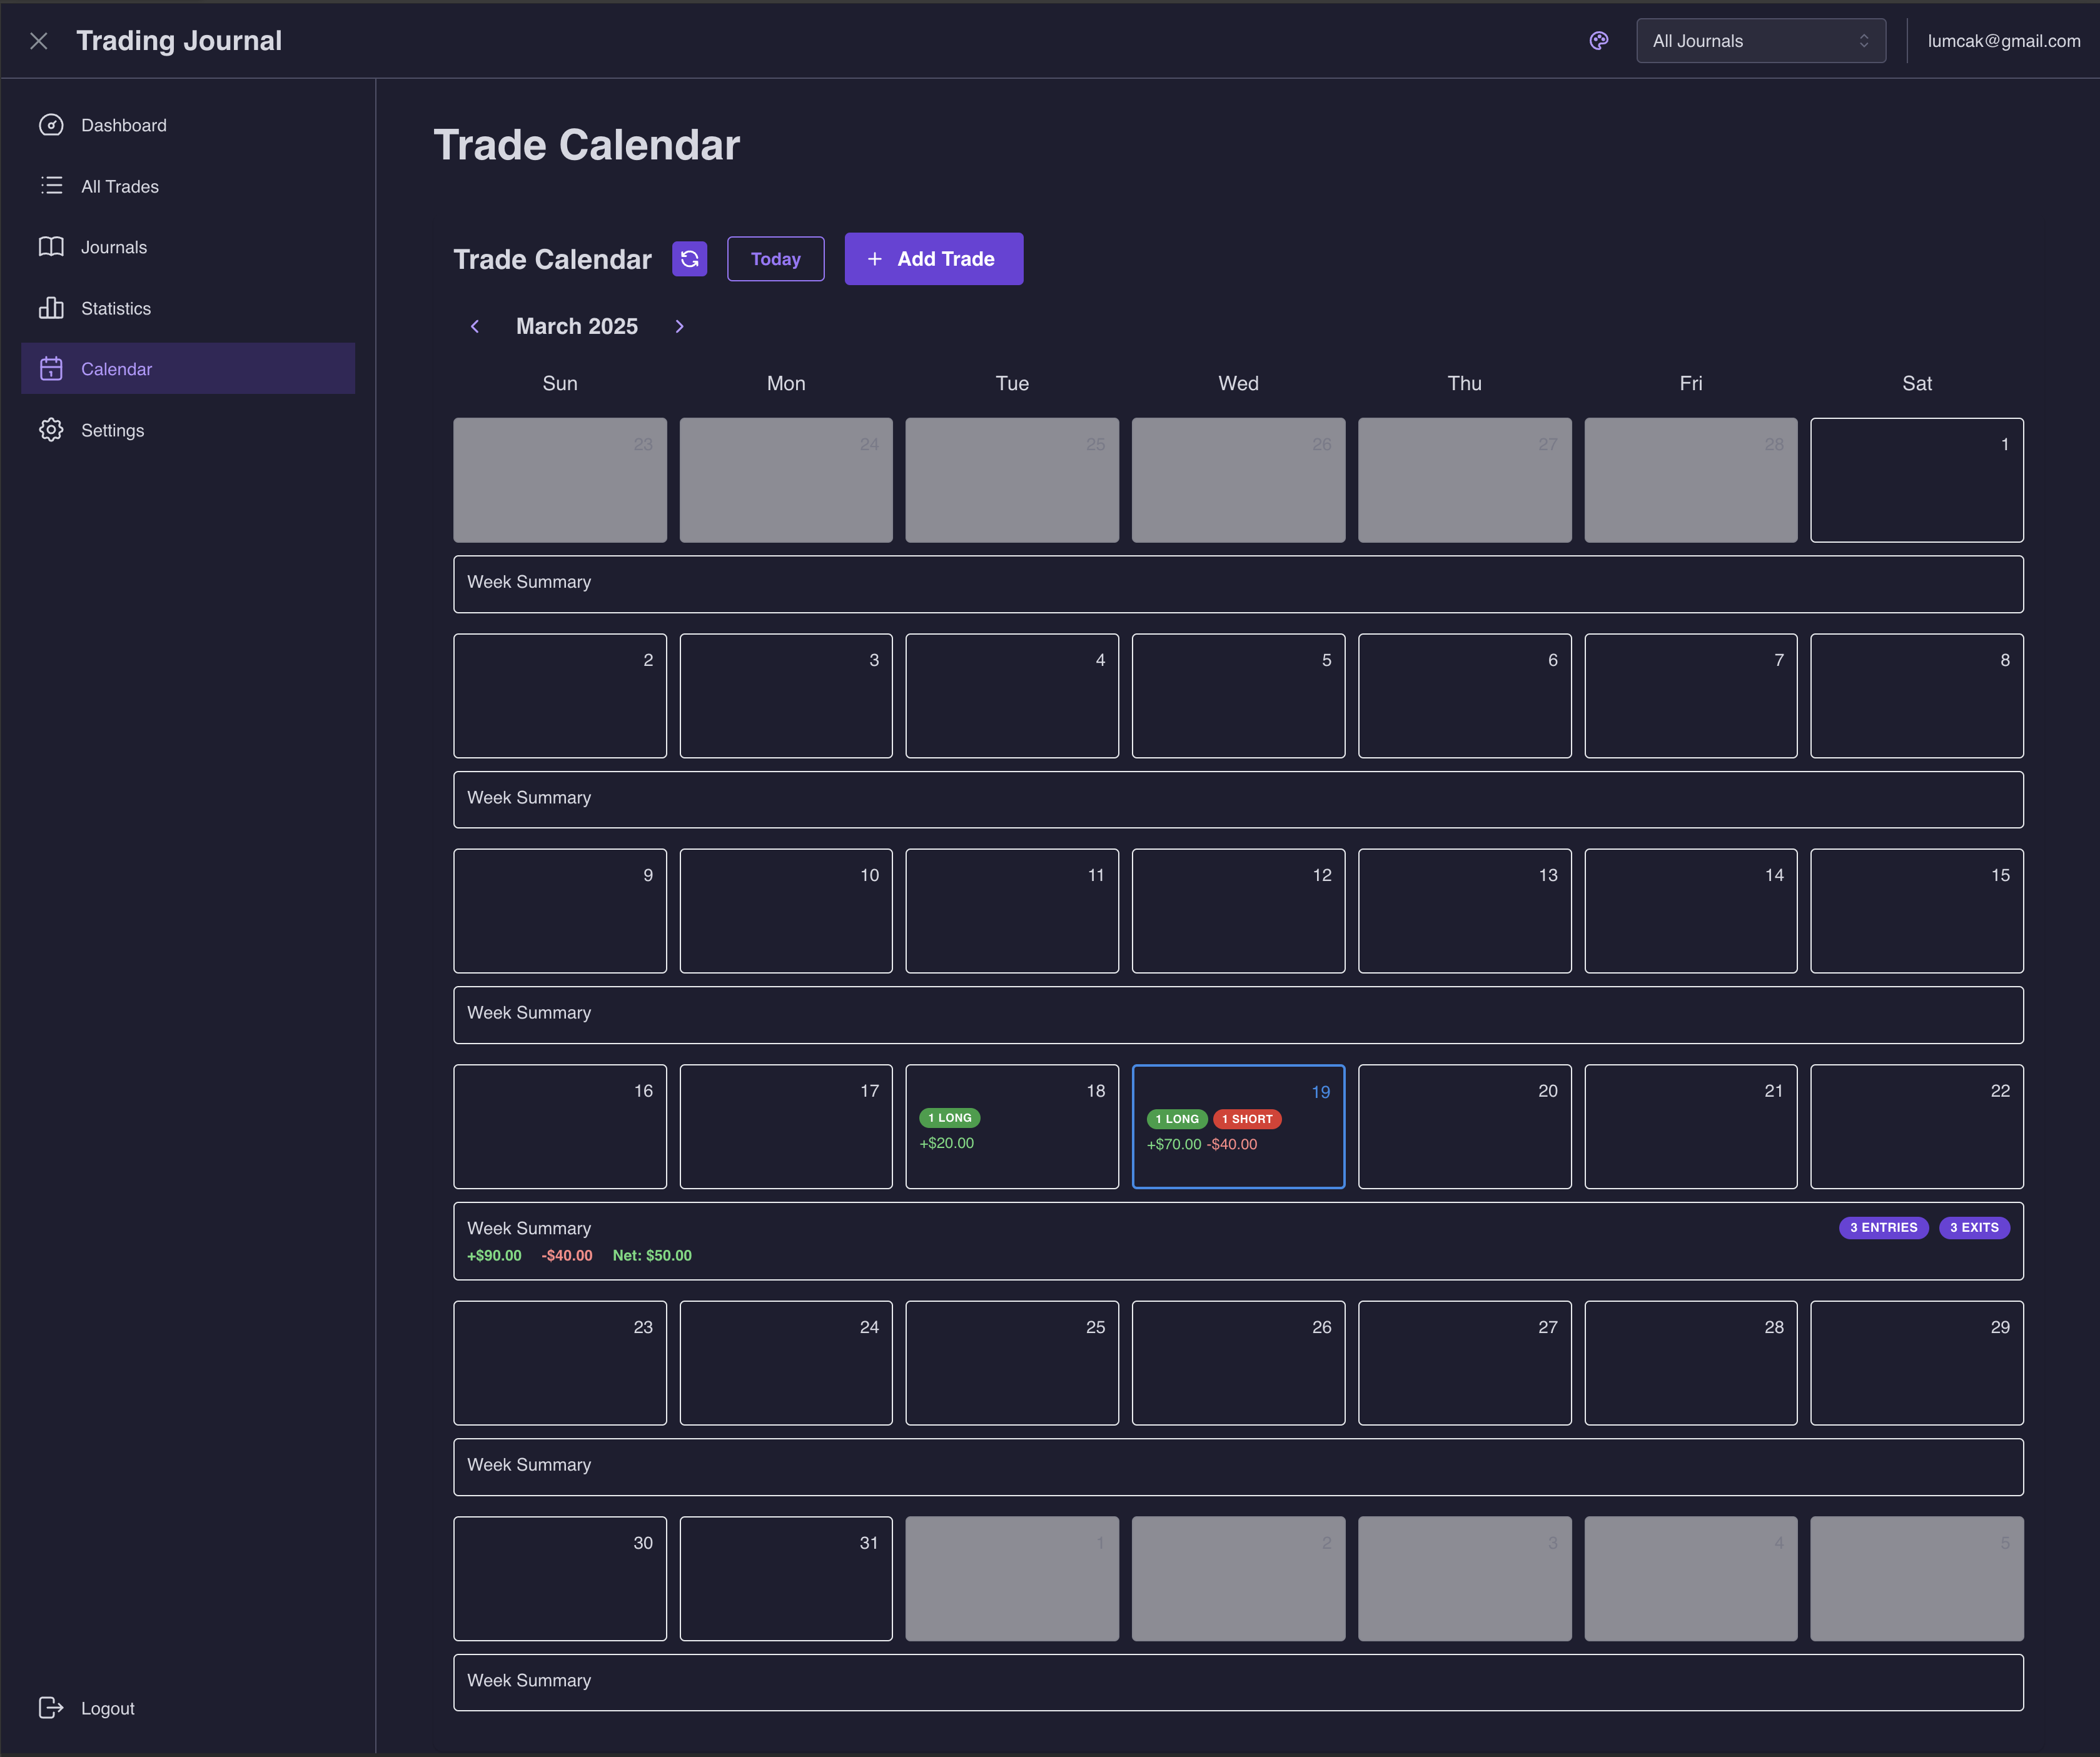 Trading Journal
All Journals
lumcak@gmail.com
Dashboard
All Trades
Journals
Statistics
1
Calendar
Settings
Logout
Trade Calendar
Trade Calendar
Today
+ Add Trade
March 2025
Sun Mon Tue Wed Thu Fri Sat
23 24 25 26 27 28 1
Week Summary
2 3 4 5 6 7 8
Week Summary
9 10 11 12 13 14 15
Week Summary
16 17 18 19 20 21 22
1 LONG
+$20.00
1 LONG 1 SHORT
+$70.00 -$40.00
Week Summary
3 ENTRIES 3 EXITS
+$90.00 -$40.00 Net: $50.00
23 24 25 26 27 28 29
Week Summary
30 31 1 2 3 4 5
Week Summary